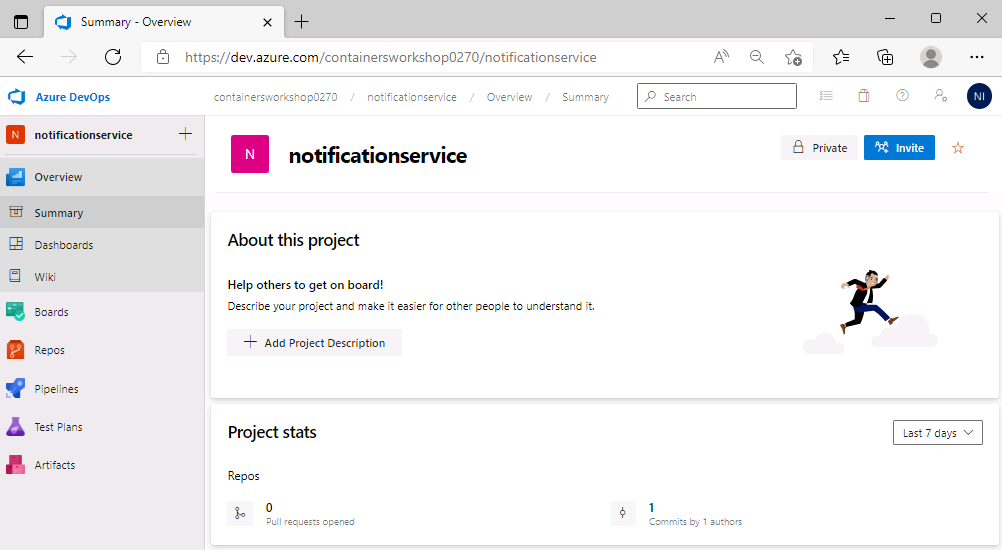 Summary - Overview
https://dev.azure.com/containersworkshop0270/notificationservice
Azure DevOps
containersworkshop0270 / notificationservice / Overview / Summary
Search
NI
N notificationservice
Overview
Summary
Dashboards
Wiki
Boards
Repos
Pipelines
Test Plans
Artifacts
N notificationservice
Private
Invite
About this project
Help others to get on board!
Describe your project and make it easier for other people to understand it.
Add Project Description
Project stats
Last 7 days
Repos
0
Pull requests opened
1
Commits by 1 authors